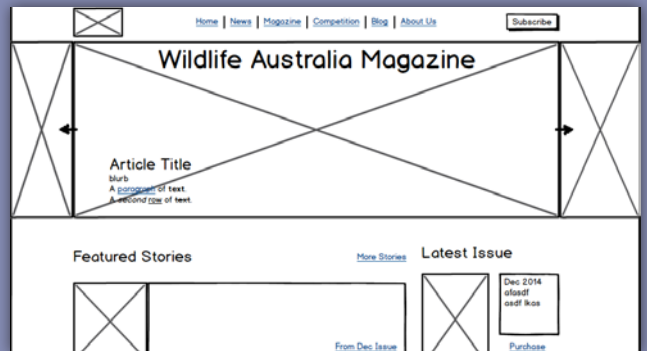 Home | News | Magazine | Competition | Blog | About Us
Subscribe
Wildlife Australia Magazine
Article Title
blurb
A paragraph of text.
A second row of text.
Featured Stories
More Stories
Latest Issue
Dec 2014
afasdf
asdf lkas
From Dec Issue
Purchase